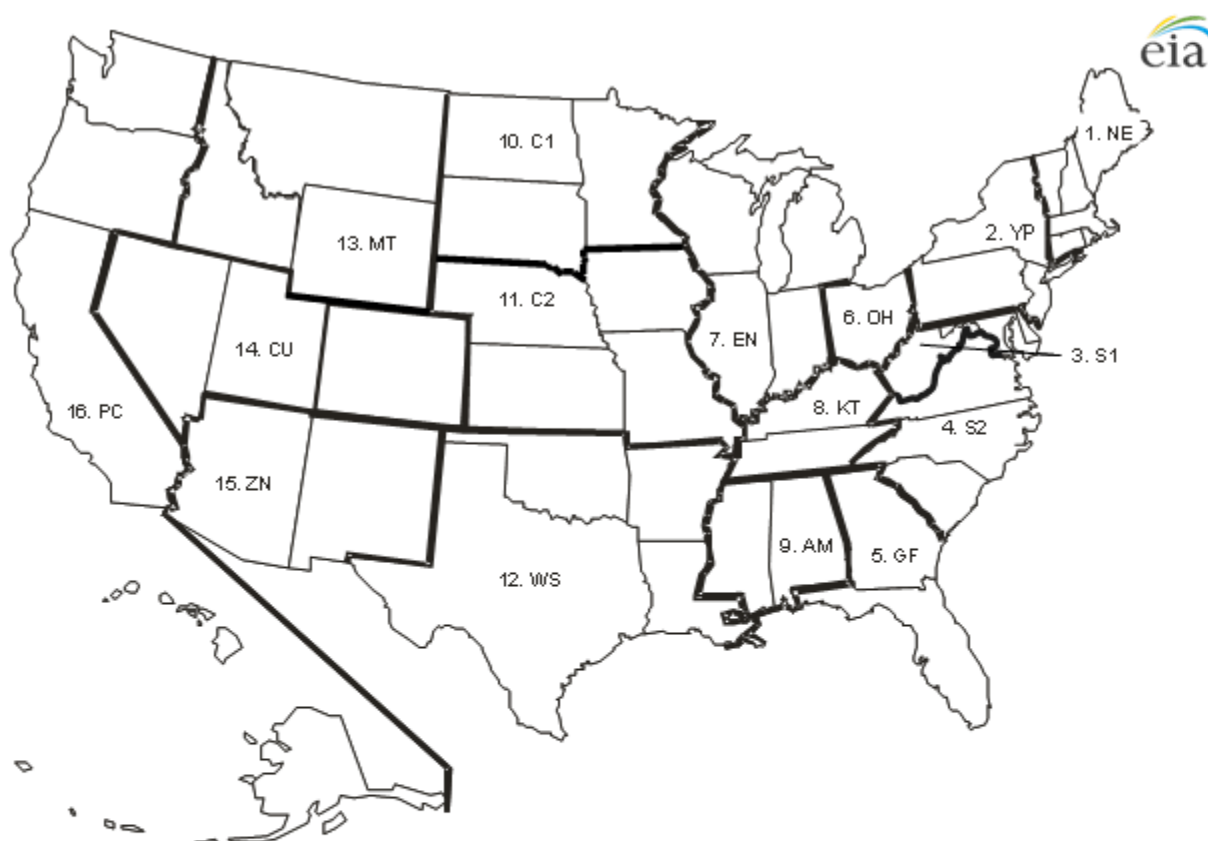 eia
1. NE
10. C1
2. YP
13. MT
11. C2
6. OH
7. EN
14. CU
3. S1
16. PC
8. KT
4. S2
15. ZN
9. AM
5. GF
12. WS